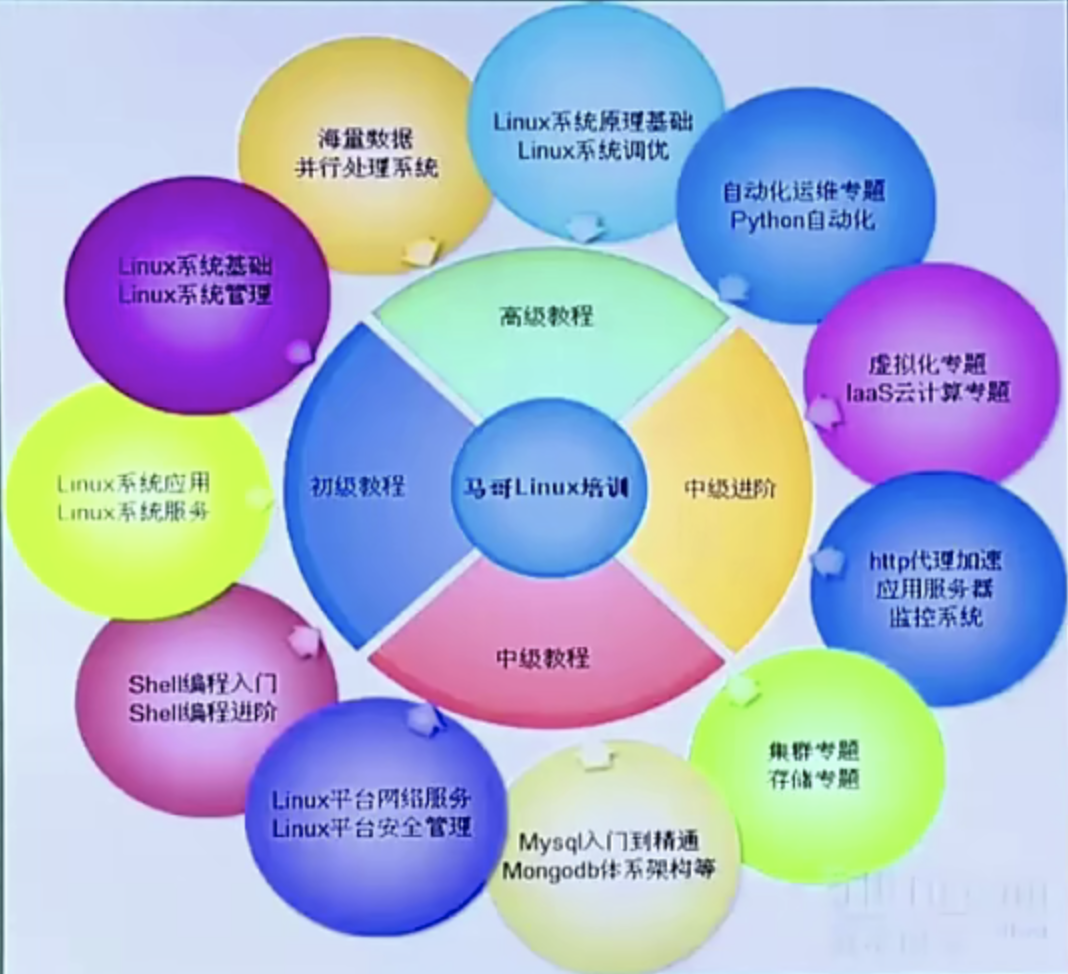 Linux系统原理基础
Linux系统调优
海量数据
并行处理系统
自动化运维专题
Python自动化
Linux系统基础
Linux系统管理
高级教程
虚拟化专题
IaaS云计算专题
Linux系统应用
Linux系统服务
初级教程
马哥Linux培训
中级进阶
http代理加速
应用服务器
监控系统
中级教程
Shell编程入门
Shell编程进阶
集群专题
存储专题
Linux平台网络服务
Linux平台安全管理
Mysql入门到精通
Mongodb体系架构等